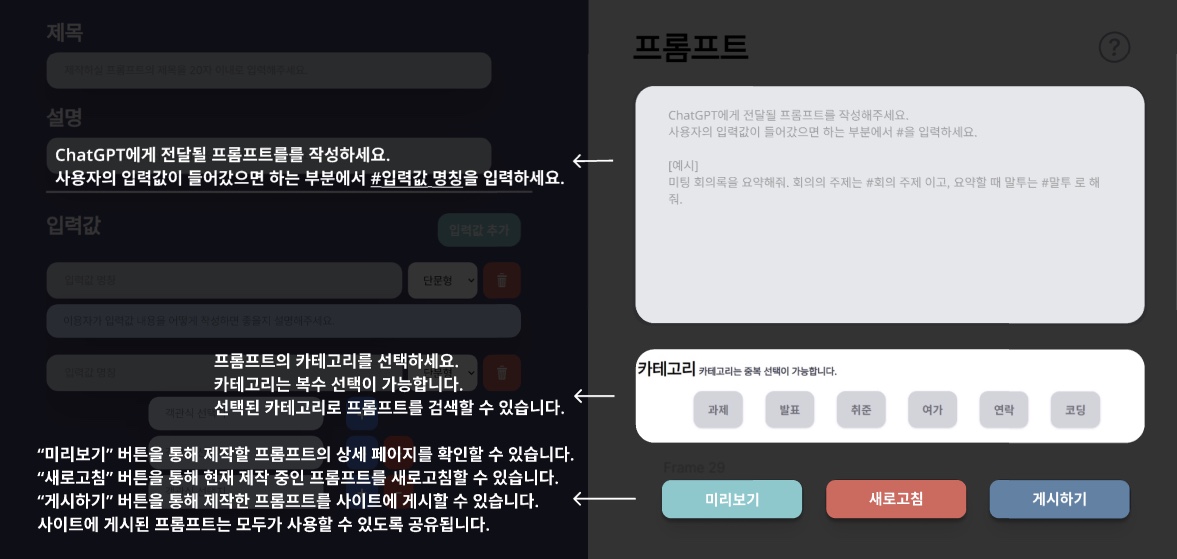 제목
제작하실 프롬프트의 제목을 20자 이내로 입력해주세요.
설명
ChatGPT에게 전달될 프롬프트를를 작성하세요.
사용자의 입력값이 들어갔으면 하는 부분에서 #입력값 명칭을 입력하세요.
입력값
입력값 추가
입력값 명칭
단문형
이용자가 입력값 내용을 어떻게 작성하면 좋을지 설명해주세요.
입력값 명칭
프롬프트의 카테고리를 선택하세요.
카테고리는 복수 선택이 가능합니다.
선택된 카테고리로 프롬프트를 검색할 수 있습니다.
“미리보기” 버튼을 통해 제작할 프롬프트의 상세 페이지를 확인할 수 있습니다.
“새로고침” 버튼을 통해 현재 제작 중인 프롬프트를 새로고침할 수 있습니다.
“게시하기” 버튼을 통해 제작한 프롬프트를 사이트에 게시할 수 있습니다.
사이트에 게시된 프롬프트는 모두가 사용할 수 있도록 공유됩니다.
프롬프트
?
ChatGPT에게 전달될 프롬프트를 작성해주세요.
사용자의 입력값이 들어갔으면 하는 부분에서 #을 입력하세요.
[예시]
미팅 회의록을 요약해줘. 회의의 주제는 #회의 주제 이고, 요약할 때 말투는 #말투 로 해
줘.
카테고리 카테고리는 중복 선택이 가능합니다.
과제
발표
취준
여가
연락
코딩
Frame 29
미리보기
새로고침
게시하기